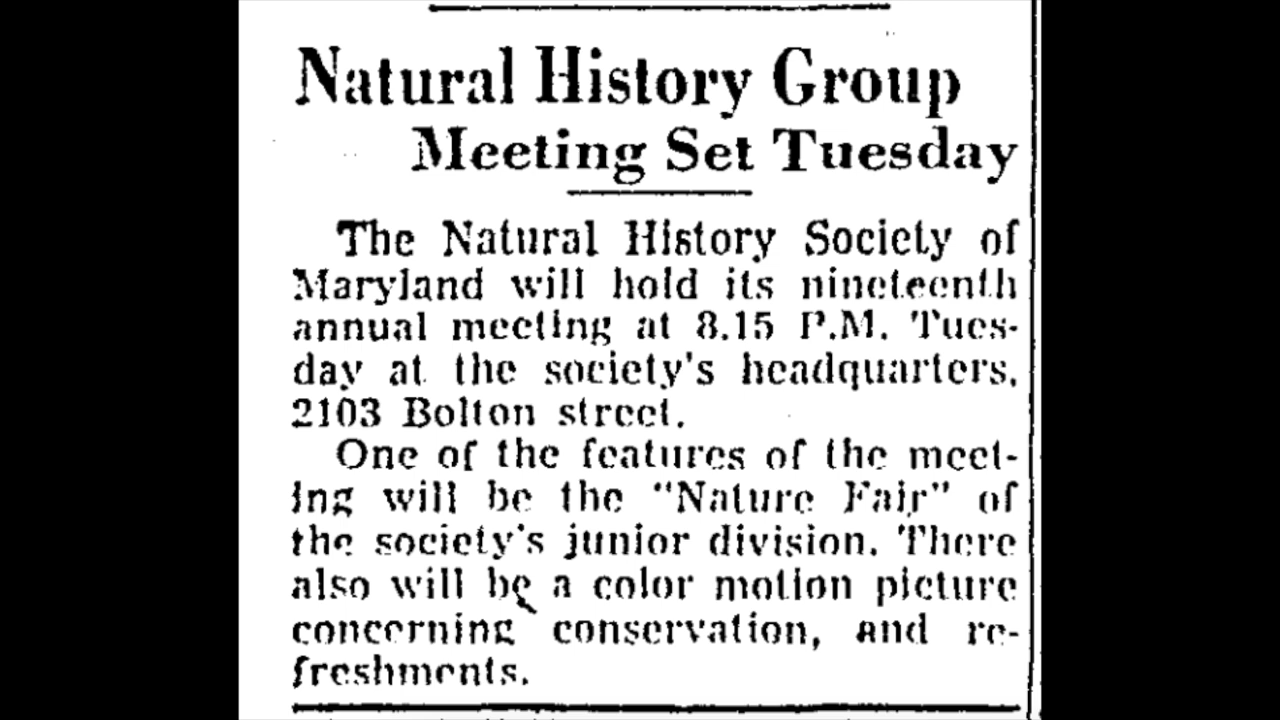 Natural History Group
Meeting Set Tuesday
The Natural History Society of
Maryland will hold its nineteenth
annual meeting at 8.15 P.M. Tues-
day at the society's headquarters,
2103 Bolton street.
One of the features of the meet-
ing will be the "Nature Fair" of
the society's junior division. There
also will be a color motion picture
concerning conservation, and re-
freshments.